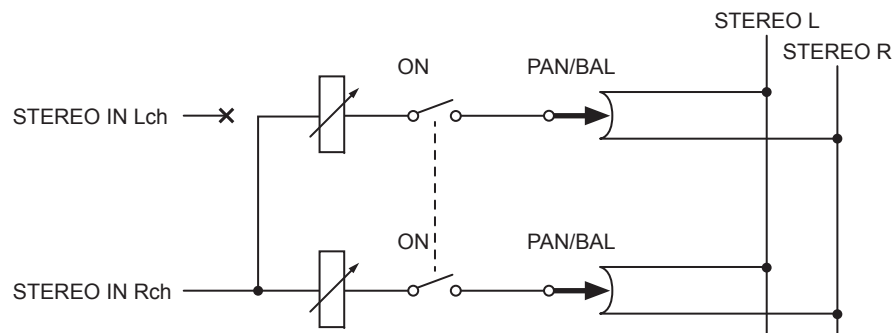 STEREO L
STEREO R
ON
PAN/BAL
STEREO IN Lch
ON
PAN/BAL
STEREO IN Rch